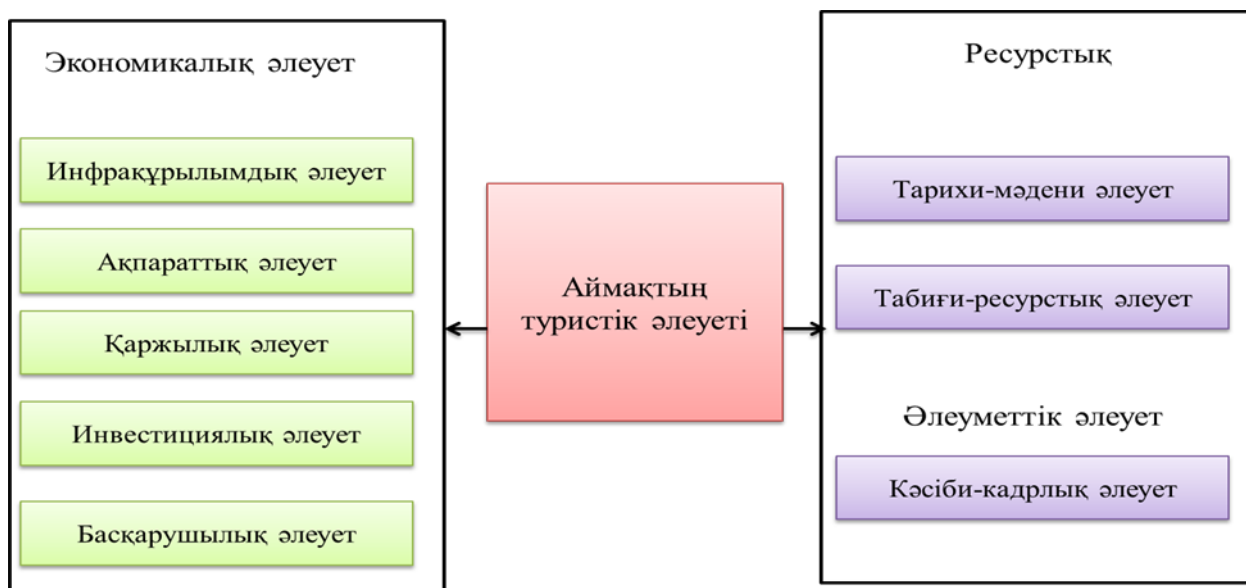 Экономикалық әлеует
Инфрақұрылымдық әлеует
Ақпараттық әлеует
Қаржылық әлеует
Инвестициялық әлеует
Басқарушылық әлеует
Аймақтың
туристік әлеуеті
Ресурстық
Тарихи-мәдени әлеует
Табиғи-ресурстық әлеует
Әлеуметтік әлеует
Кәсіби-кадрлық әлеует